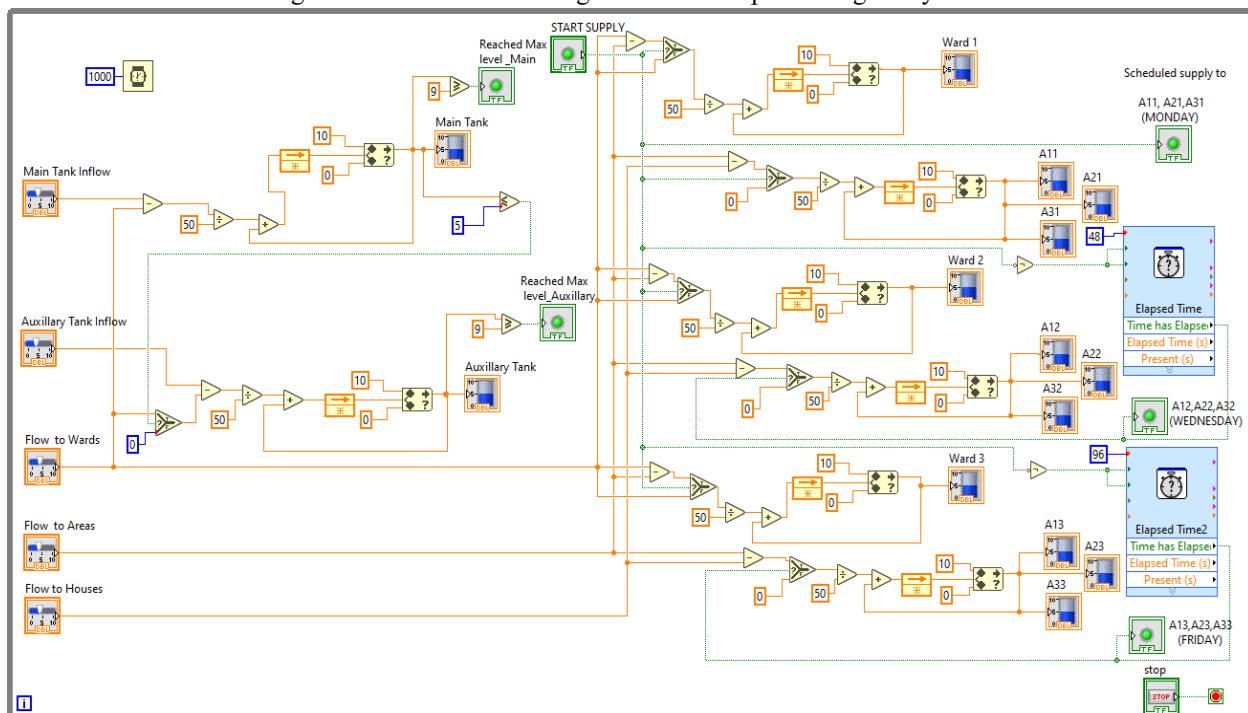 START SUPPLY
Reached Max
level _Main
1000
9
10
0
Main Tank
Main Tank Inflow
50
5
Reached Max
level_Auxillary
9
Auxillary Tank Inflow
10
0
50
0
Auxillary Tank
Flow to Wards
Flow to Areas
Flow to Houses
Ward 1
10
0
50
Scheduled supply to
A11, A21,A31
(MONDAY)
A11
A21
A31
10
0
50
0
48
Elapsed Time
Time has Elapse
Elapsed Time (s)
Present (s)
Ward 2
10
0
50
A12
A22
A32
10
0
50
0
A12,A22,A32
(WEDNESDAY)
Ward 3
10
0
50
96
Elapsed Time2
Time has Elapse
Elapsed Time (s)
Present (s)
A13
A23
A33
10
0
50
0
A13,A23,A33
(FRIDAY)
stop
STOP
TF
i